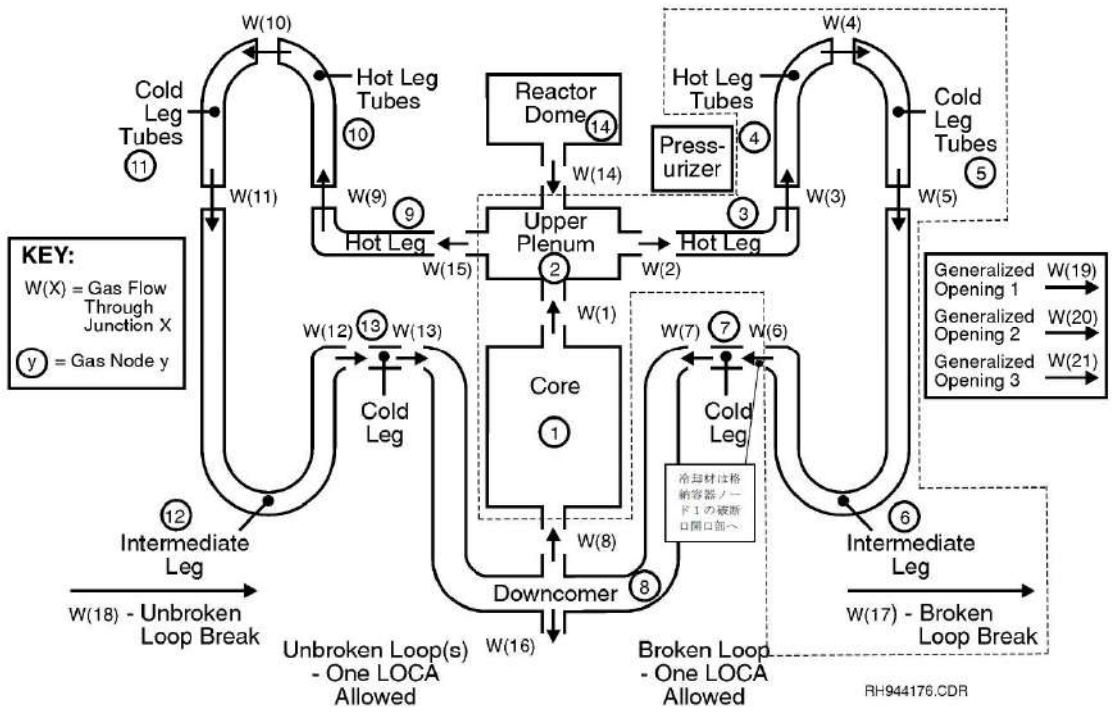 W(10)
W(4)
Cold
Leg
Tubes
11
Hot Leg
Tubes
10
Reactor
Dome
14
Press-
urizer
Hot Leg
Tubes
4
Cold
Leg
Tubes
5
W(11)
W(9)
9
W(14)
3
W(3)
W(5)
Hot Leg
W(15)
Upper
Plenum
2
W(2)
Hot Leg
KEY:
W(X) = Gas Flow
Through
Junction X
y = Gas Node y
Generalized W(19)
Opening 1
Generalized W(20)
Opening 2
Generalized W(21)
Opening 3
W(1)
W(12) 13 W(13)
Cold
Leg
Core
1
W(7) 7 W(6)
Cold
Leg
冷却材は格
納容器ノー
ド1の破断
口開口部へ
12
Intermediate
Leg
W(8)
6
Intermediate
Leg
Downcomer 8
W(18) - Unbroken
Loop Break
W(16)
W(17) - Broken
Loop Break
Unbroken Loop(s)
- One LOCA
Allowed
Broken Loop
- One LOCA
Allowed
RH944176.CDR